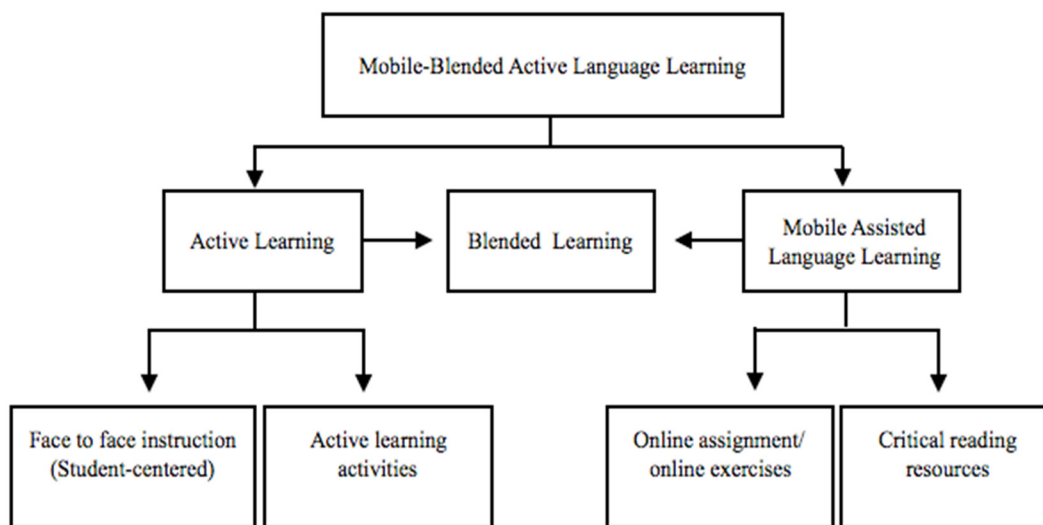 Mobile-Blended Active Language Learning
Active Learning
Blended Learning
Mobile Assisted
Language Learning
Face to face instruction
(Student-centered)
Active learning
activities
Online assignment/
online exercises
Critical reading
resources